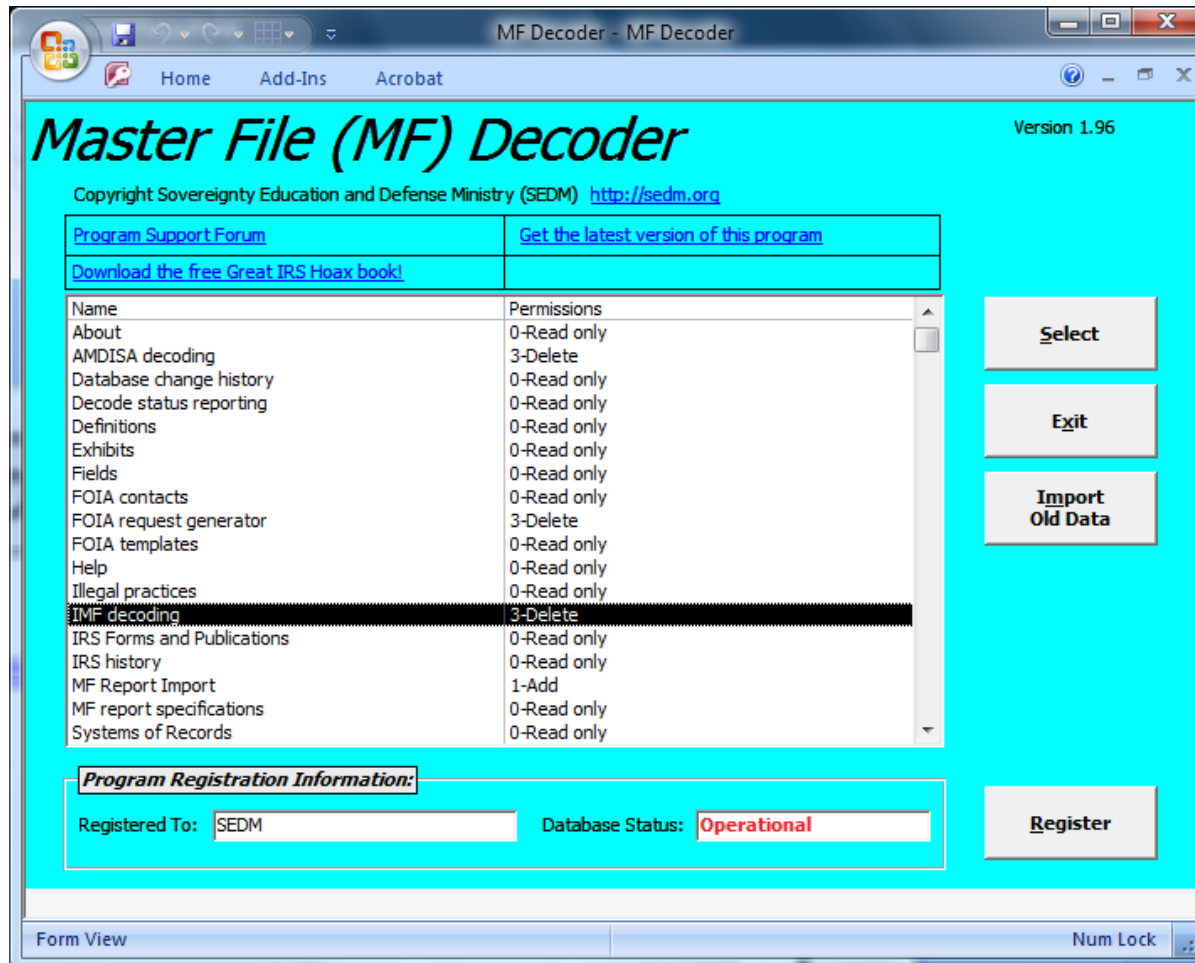 MF Decoder - MF Decoder
Home Add-Ins Acrobat
Master File (MF) Decoder
Version 1.96
Copyright Sovereignty Education and Defense Ministry (SEDM) http://sedm.org
Program Support Forum Get the latest version of this program
Download the free Great IRS Hoax book!
Name Permissions
About 0-Read only
AMDISA decoding 3-Delete
Database change history 0-Read only
Decode status reporting 0-Read only
Definitions 0-Read only
Exhibits 0-Read only
Fields 0-Read only
FOIA contacts 0-Read only
FOIA request generator 3-Delete
FOIA templates 0-Read only
Help 0-Read only
Illegal practices 0-Read only
IMF decoding 3-Delete
IRS Forms and Publications 0-Read only
IRS history 0-Read only
MF Report Import 1-Add
MF report specifications 0-Read only
Systems of Records 0-Read only
Select
Exit
Import
Old Data
Program Registration Information:
Registered To: SEDM Database Status: Operational
Register
Form View Num Lock